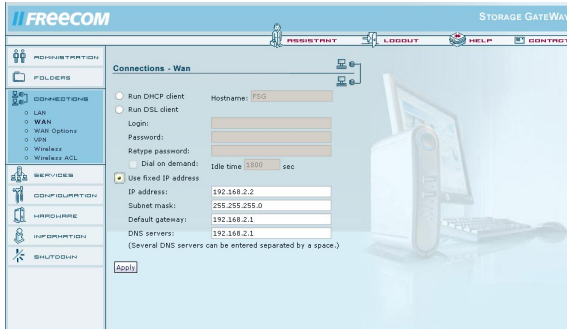 FREECOM
STORAGE GATEWAY
ASSISTANT LOGOUT HELP CONTACT
ADMINISTRATION
FOLDERS
CONNECTIONS
LAN
WAN
WAN Options
VPN
Wireless
Wireless ACL
SERVICES
CONFIGURATION
HARDWARE
INFORMATION
SHUTDOWN
Connections - Wan
Run DHCP client Hostname: FSG
Run DSL client
Login:
Password:
Retype password:
Dial on demand: Idle time 1800 sec
Use fixed IP address
IP address: 192.168.2.2
Subnet mask: 255.255.255.0
Default gateway: 192.168.2.1
DNS servers: 192.168.2.1
(Several DNS servers can be entered separated by a space.)
Apply